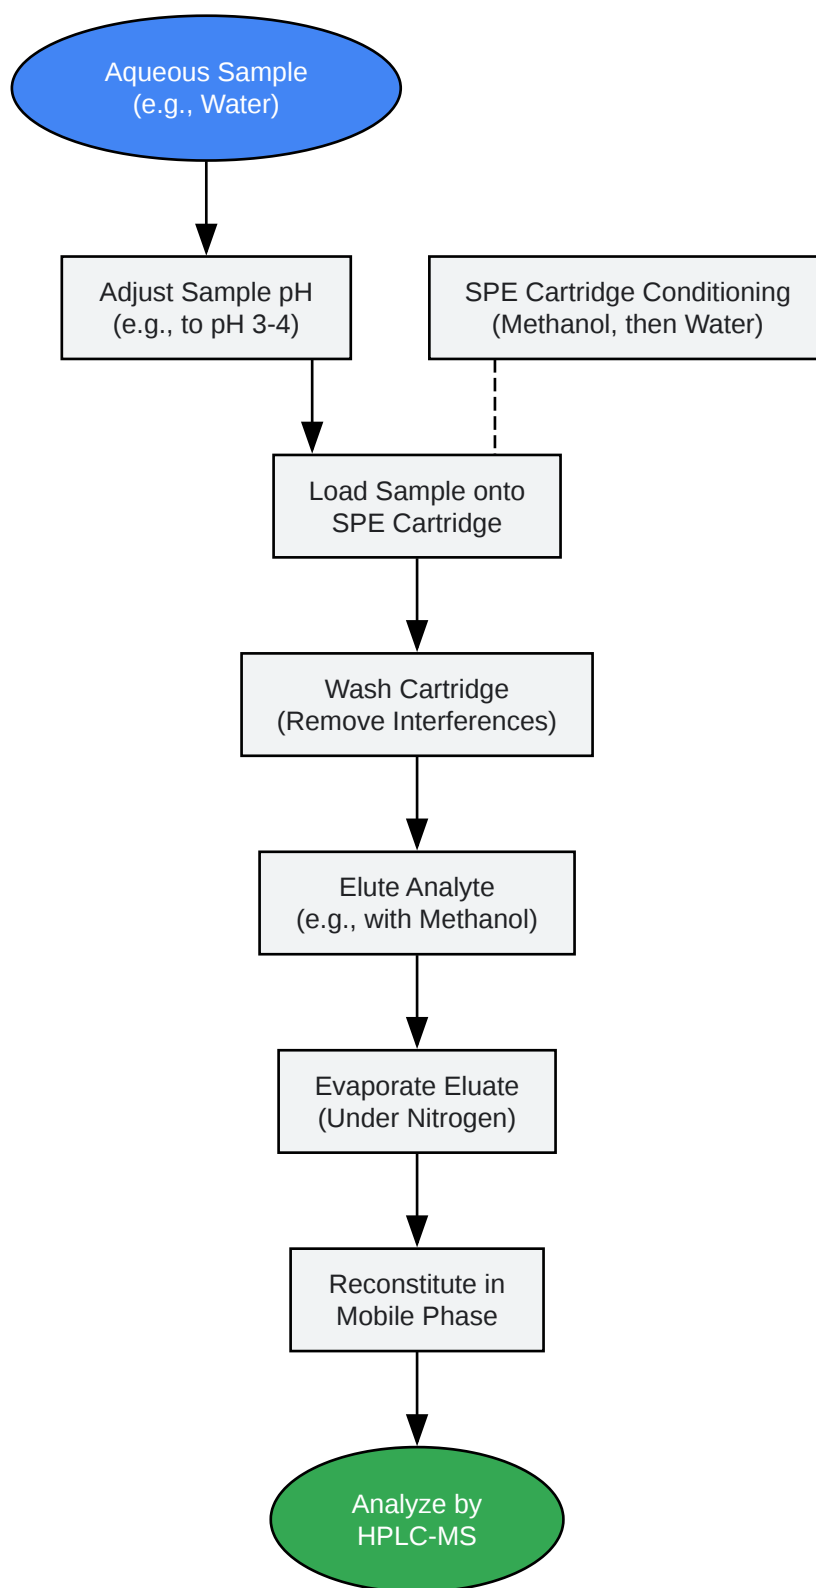 Aqueous Sample
(e.g., Water)
Adjust Sample pH
(e.g., to pH 3-4)
SPE Cartridge Conditioning
(Methanol, then Water)
Load Sample onto
SPE Cartridge
Wash Cartridge
(Remove Interferences)
Elute Analyte
(e.g., with Methanol)
Evaporate Eluate
(Under Nitrogen)
Reconstitute in
Mobile Phase
Analyze by
HPLC-MS